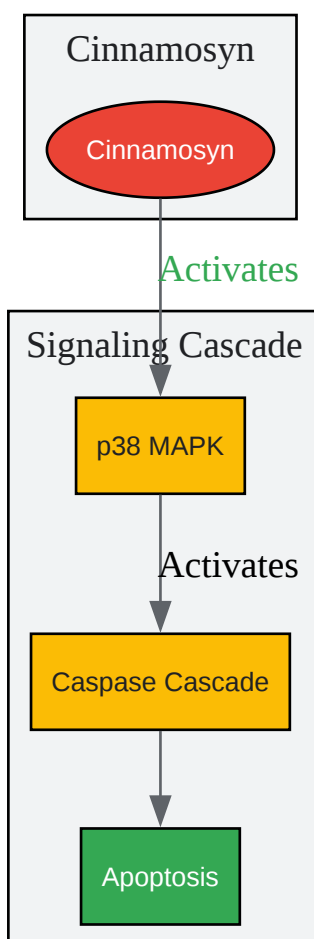 Cinnamosyn
Cinnamosyn
Activates
Signaling Cascade
p38 MAPK
Activates
Caspase Cascade
Apoptosis